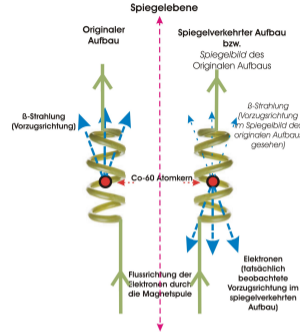 Spiegelebene
Originaler
Aufbau
Spiegelverkehrter Aufbau
bzw.
Spiegelbild des
Originalen Aufbaus
ß-Strahlung
(Vorzugsrichtung)
ß-Strahlung
(Vorzugsrichtung
im Spiegelbild des
originalen Aufbaus
gesehen)
Co-60 Atomkern
Flussrichtung der
Elektronen durch
die Magnetspule
Elektronen
(tatsächlich
beobachtete
Vorzugsrichtung im
spiegelverkehrten
Aufbau)